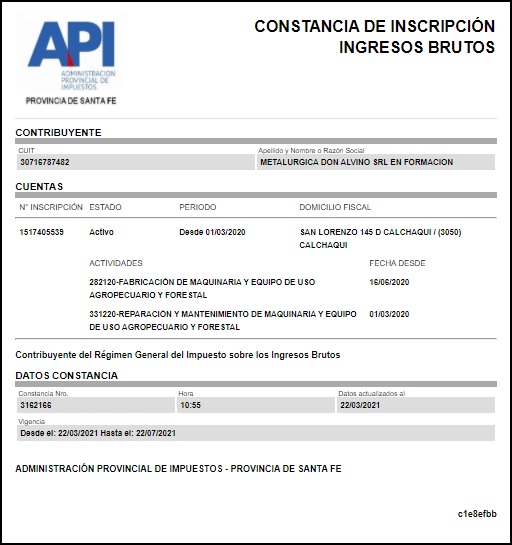 CONSTANCIA DE INSCRIPCIÓN
INGRESOS BRUTOS
API
ADMINISTRACION
PROVINCIAL DE
IMPUESTOS
PROVINCIA DE SANTA FE
CONTRIBUYENTE
CUIT
Apellido y Nombre o Razón Social
30716787482
METALURGICA DON ALVINO SRL EN FORMACION
CUENTAS
N° INSCRIPCIÓN ESTADO PERIODO DOMICILIO FISCAL
1517405539 Activo Desde 01/03/2020 SAN LORENZO 145 D CALCHAQUI / (3050)
CALCHAQUI
ACTIVIDADES FECHA DESDE
282120-FABRICACIÓN DE MAQUINARIA Y EQUIPO DE USO 16/06/2020
AGROPECUARIO Y FORESTAL
331220-REPARACIÓN Y MANTENIMIENTO DE MAQUINARIA Y EQUIPO 01/03/2020
DE USO AGROPECUARIO Y FORESTAL
Contribuyente del Régimen General del Impuesto sobre los Ingresos Brutos
DATOS CONSTANCIA
Constancia Nro. Hora Datos actualizados al
3162166 10:55 22/03/2021
Vigencia
Desde el: 22/03/2021 Hasta el: 22/07/2021
ADMINISTRACIÓN PROVINCIAL DE IMPUESTOS - PROVINCIA DE SANTA FE
c1e8efbb